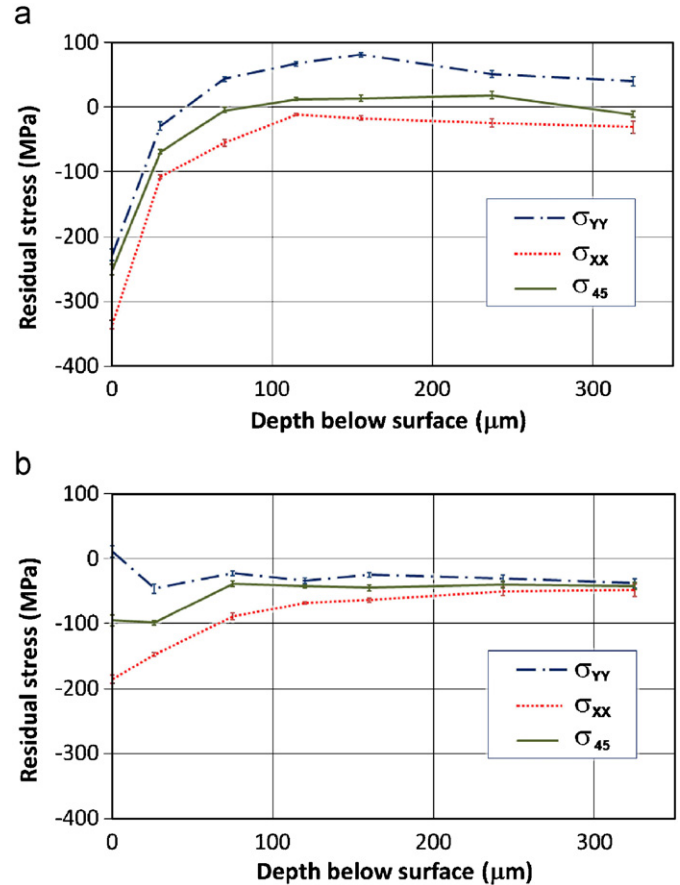 a
Residual stress (MPa)
100
0
-100
-200
-300
-400
σYY
σXX
σ45
0
100
200
300
Depth below surface (μm)
b
Residual stress (MPa)
100
0
-100
-200
-300
-400
σYY
σXX
σ45
0
100
200
300
Depth below surface (μm)